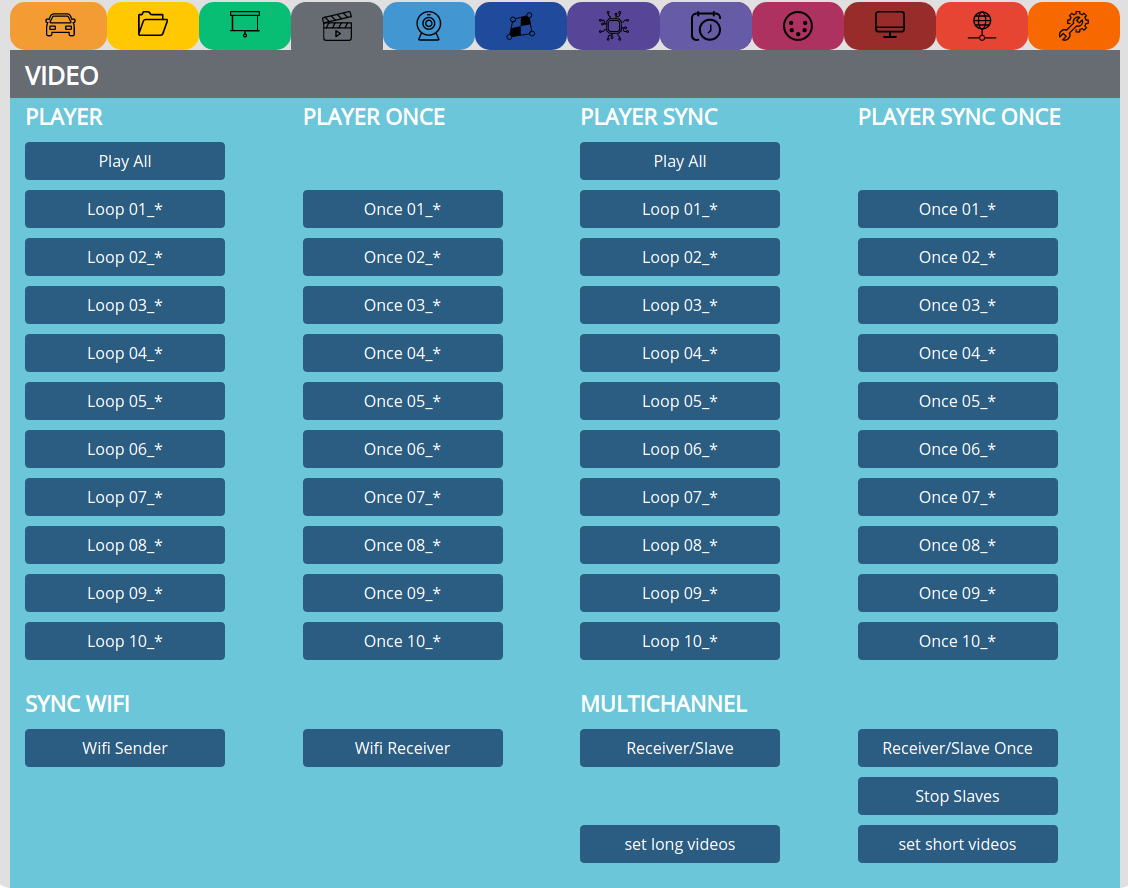 VIDEO
PLAYER PLAYER ONCE PLAYER SYNC PLAYER SYNC ONCE
Play All Play All
Loop 01_* Once 01_* Loop 01_* Once 01_*
Loop 02_* Once 02_* Loop 02_* Once 02_*
Loop 03_* Once 03_* Loop 03_* Once 03_*
Loop 04_* Once 04_* Loop 04_* Once 04_*
Loop 05_* Once 05_* Loop 05_* Once 05_*
Loop 06_* Once 06_* Loop 06_* Once 06_*
Loop 07_* Once 07_* Loop 07_* Once 07_*
Loop 08_* Once 08_* Loop 08_* Once 08_*
Loop 09_* Once 09_* Loop 09_* Once 09_*
Loop 10_* Once 10_* Loop 10_* Once 10_*
SYNC WIFI MULTICHANNEL
Wifi Sender Wifi Receiver Receiver/Slave Receiver/Slave Once
Stop Slaves
set long videos set short videos